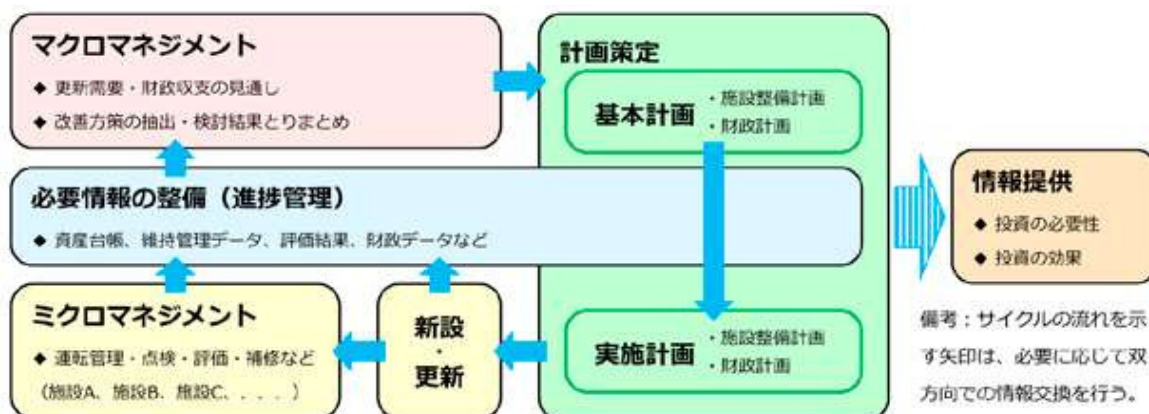 マクロマネジメント
◆ 更新需要・財政収支の見通し
◆ 改善方策の抽出・検討結果とりまとめ
計画策定
基本計画
・施設整備計画
・財政計画
必要情報の整備（進捗管理）
◆ 資産台帳、維持管理データ、評価結果、財政データなど
情報提供
◆ 投資の必要性
◆ 投資の効果
ミクロマネジメント
◆ 運転管理・点検・評価・補修など
（施設A、施設B、施設C、．．．．）
新設
・
更新
実施計画
・施設整備計画
・財政計画
備考：サイクルの流れを示
す矢印は、必要に応じて双
方向での情報交換を行う。